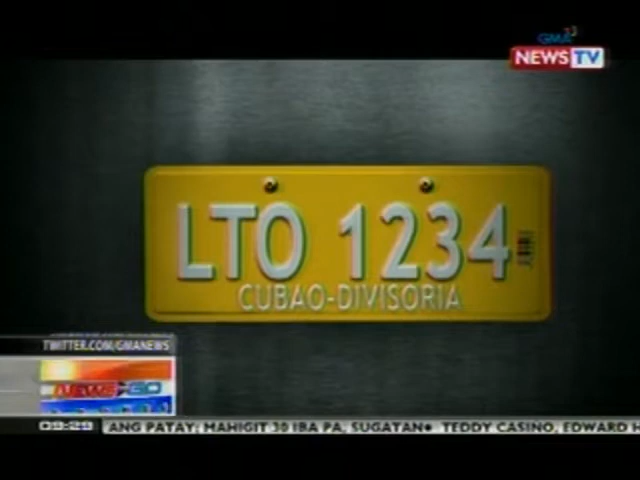 GMA
NEWS TV
LTO 1234
CUBAO-DIVISORIA
TWITTER.COM/GMANEWS
NEWS GO
ANG PATAY; MAHIGIT 30 IBA PA, SUGATAN● TEDDY CASINO, EDWARD H